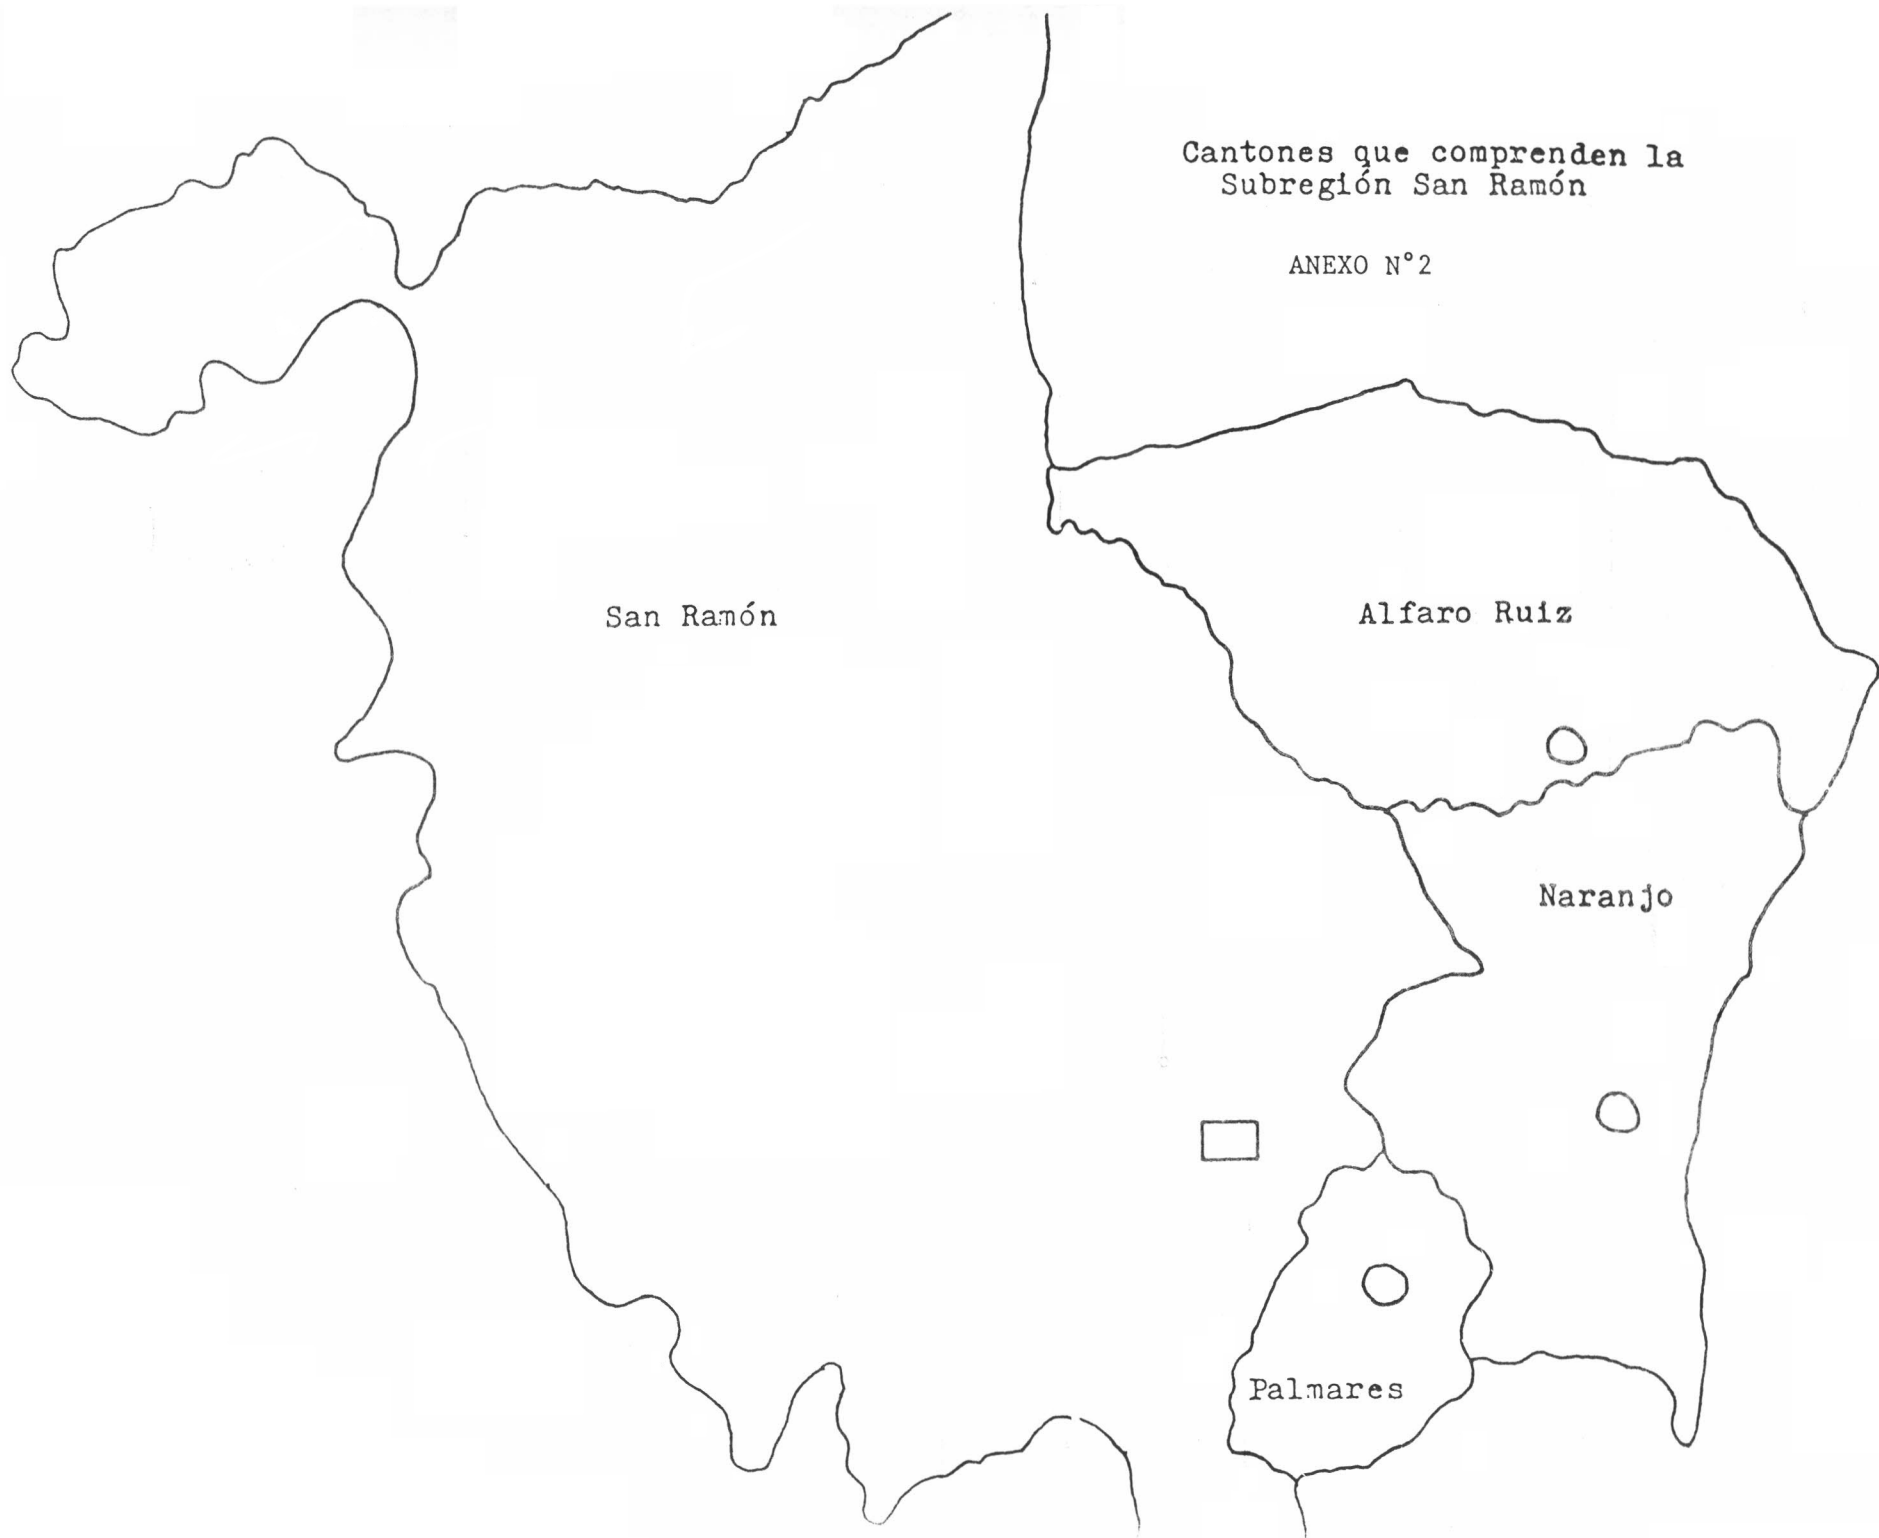 Cantones que comprenden la
Subregión San Ramón
ANEXO N°2
San Ramón
Alfaro Ruiz
Naranjo
Palmares